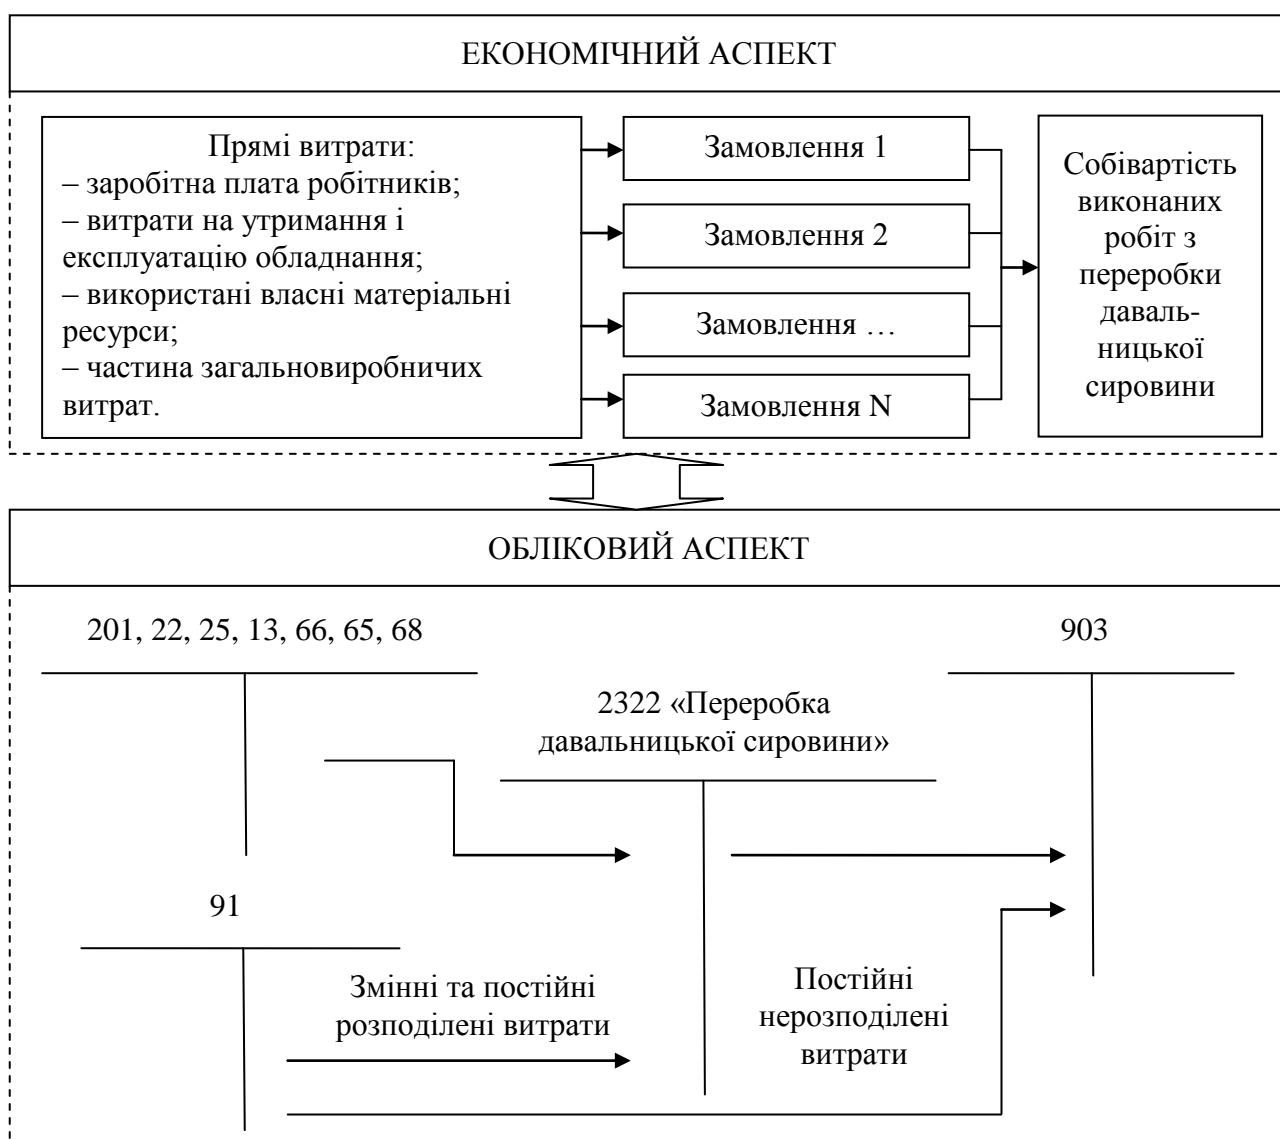 ЕКОНОМІЧНИЙ АСПЕКТ
Прямі витрати:
– заробітна плата робітників;
– витрати на утримання і
експлуатацію обладнання;
– використані власні матеріальні
ресурси;
– частина загальновиробничих
витрат.
Замовлення 1
Замовлення 2
Замовлення …
Замовлення N
Собівартість
виконаних
робіт з
переробки
даваль-
ницької
сировини
ОБЛІКОВИЙ АСПЕКТ
201, 22, 25, 13, 66, 65, 68
903
2322 «Переробка
давальницької сировини»
91
Змінні та постійні
розподілені витрати
Постійні
нерозподілені
витрати